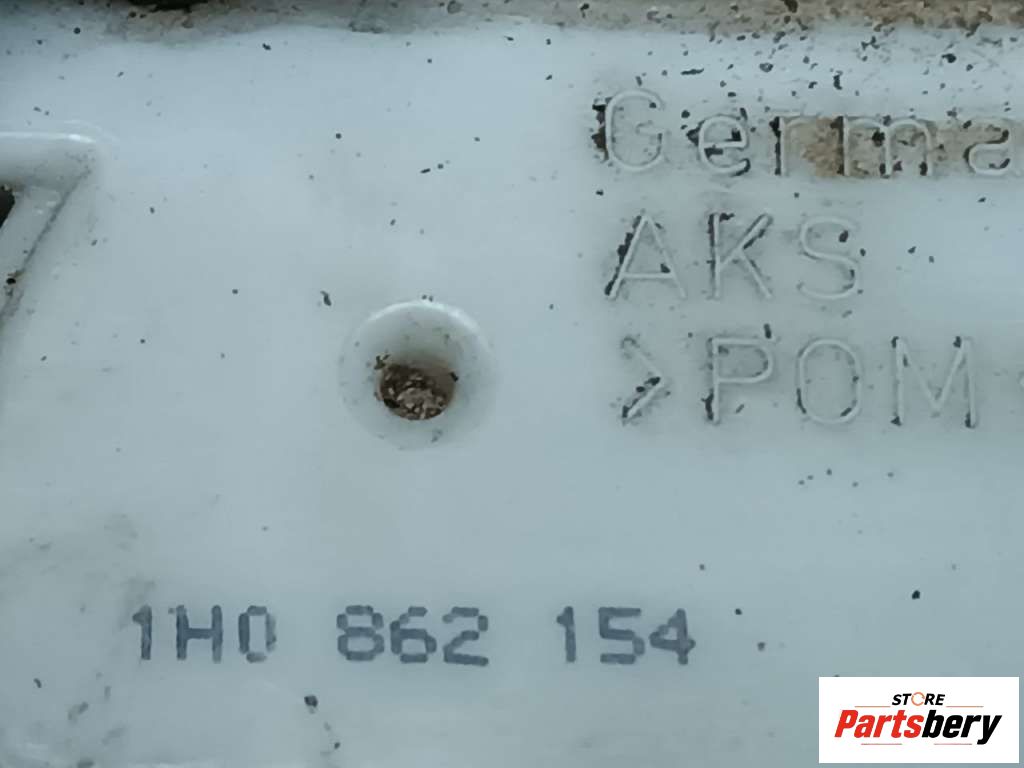 Germa
AKS
>POM<
1H0 862 154
STORE
Partsbery